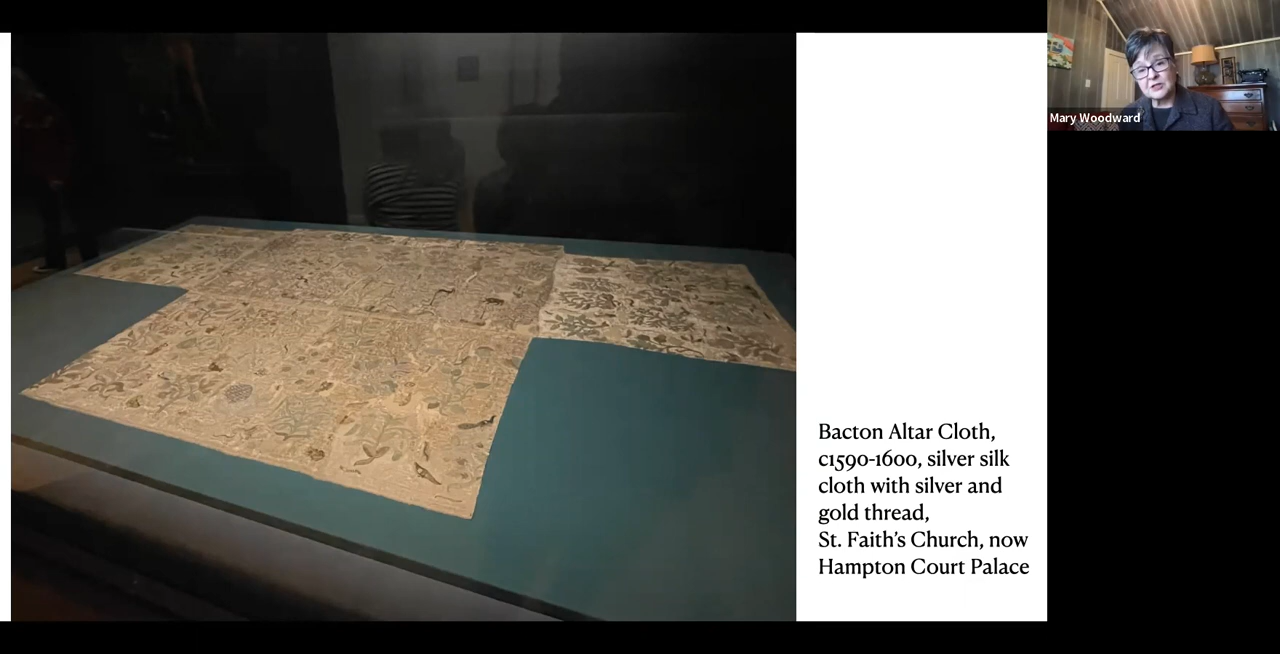 Mary Woodward
Bacton Altar Cloth,
c1590-1600, silver silk
cloth with silver and
gold thread,
St. Faith's Church, now
Hampton Court Palace